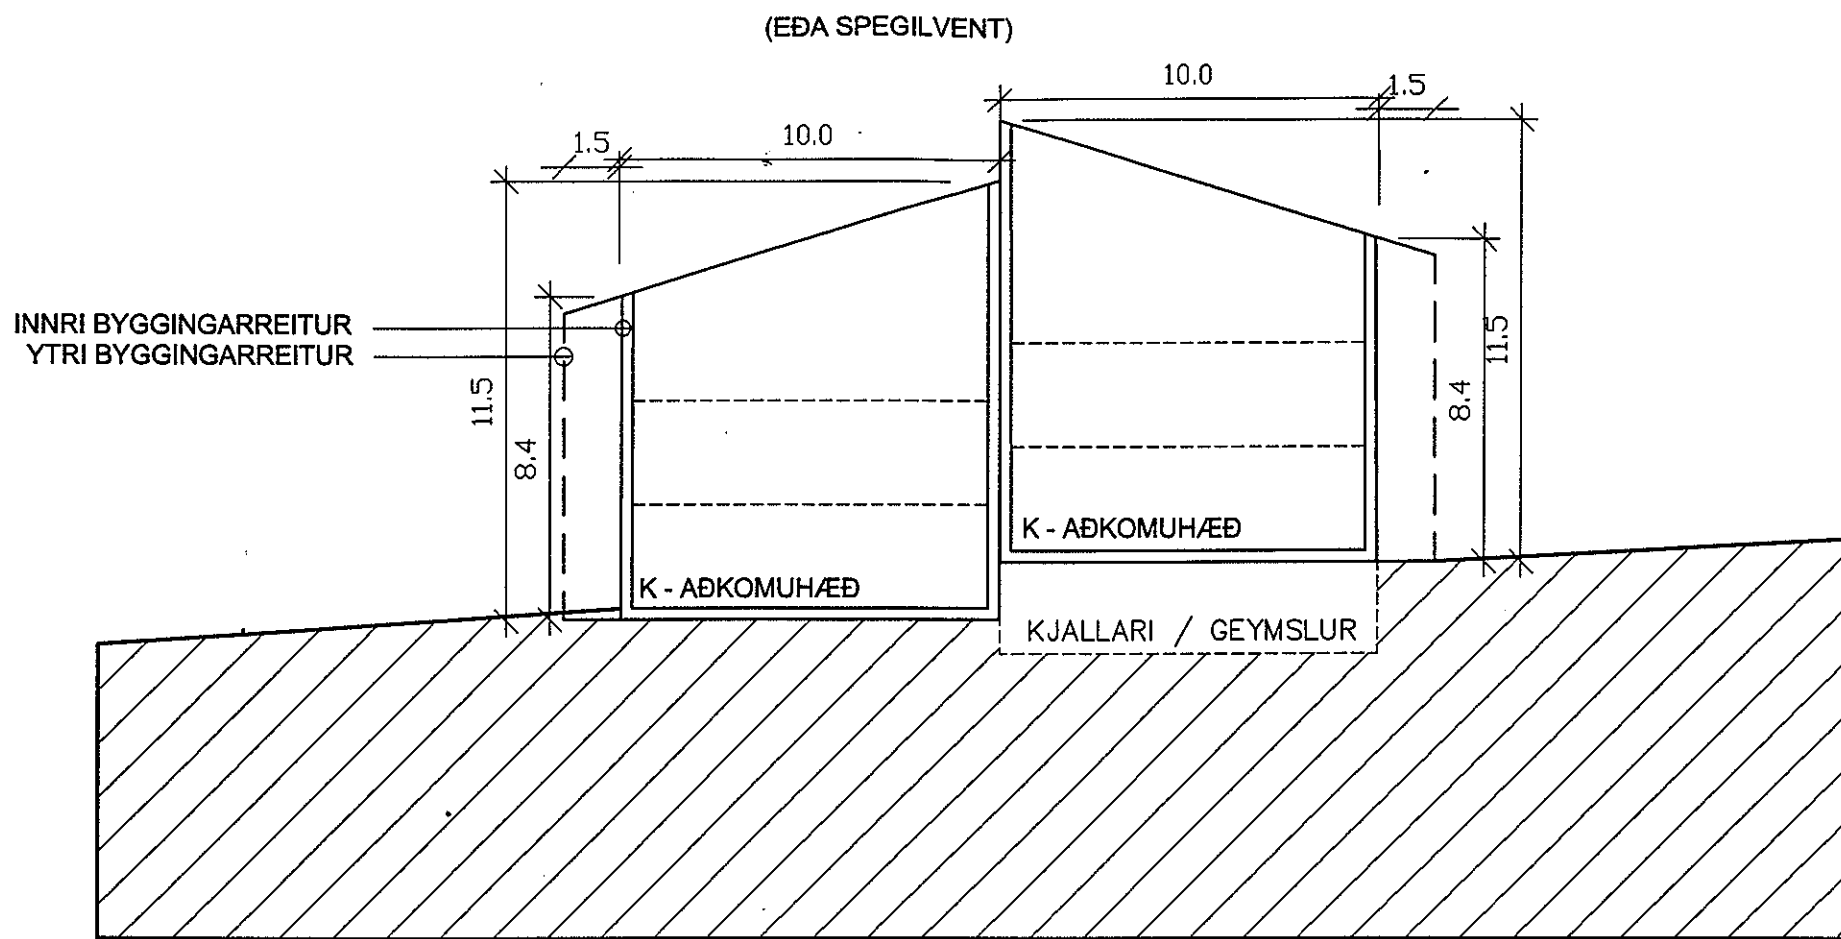 (EÐA SPEGILVENT)
10.0
1.5
1.5
10.0
INNRI BYGGINGARREITUR
YTRI BYGGINGARREITUR
11.5
8.4
11.5
8.4
K - AÐKOMUHÆÐ
K - AÐKOMUHÆÐ
KJALLARI / GEYMSLUR